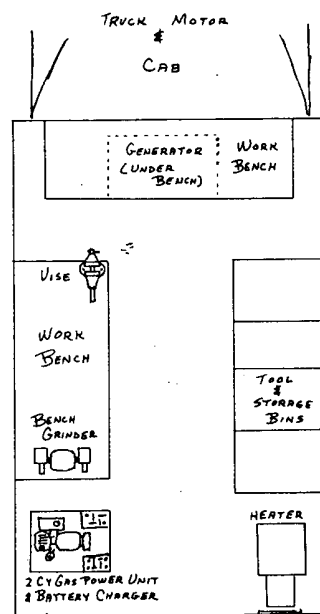 TRUCK MOTOR
&
CAB
GENERATOR
(UNDER
BENCH)
WORK
BENCH
VISE
WORK
BENCH
BENCH
GRINDER
TOOL
&
STORAGE
BINS
HEATER
2 CY GAS POWER UNIT
& BATTERY CHARGER